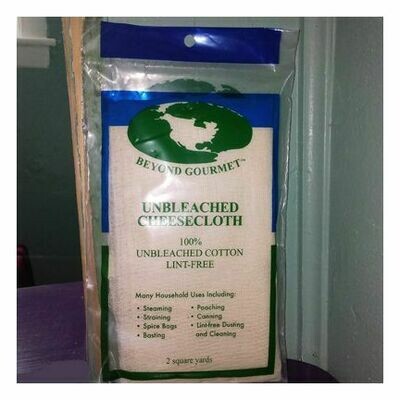 BEYOND GOURMET™
UNBLEACHED
CHEESECLOTH
100%
UNBLEACHED COTTON
LINT-FREE
Many Household Uses Including:
• Steaming
• Straining
• Spice Bags
• Basting
• Poaching
• Canning
• Lint-free Dusting
and Cleaning
2 square yards